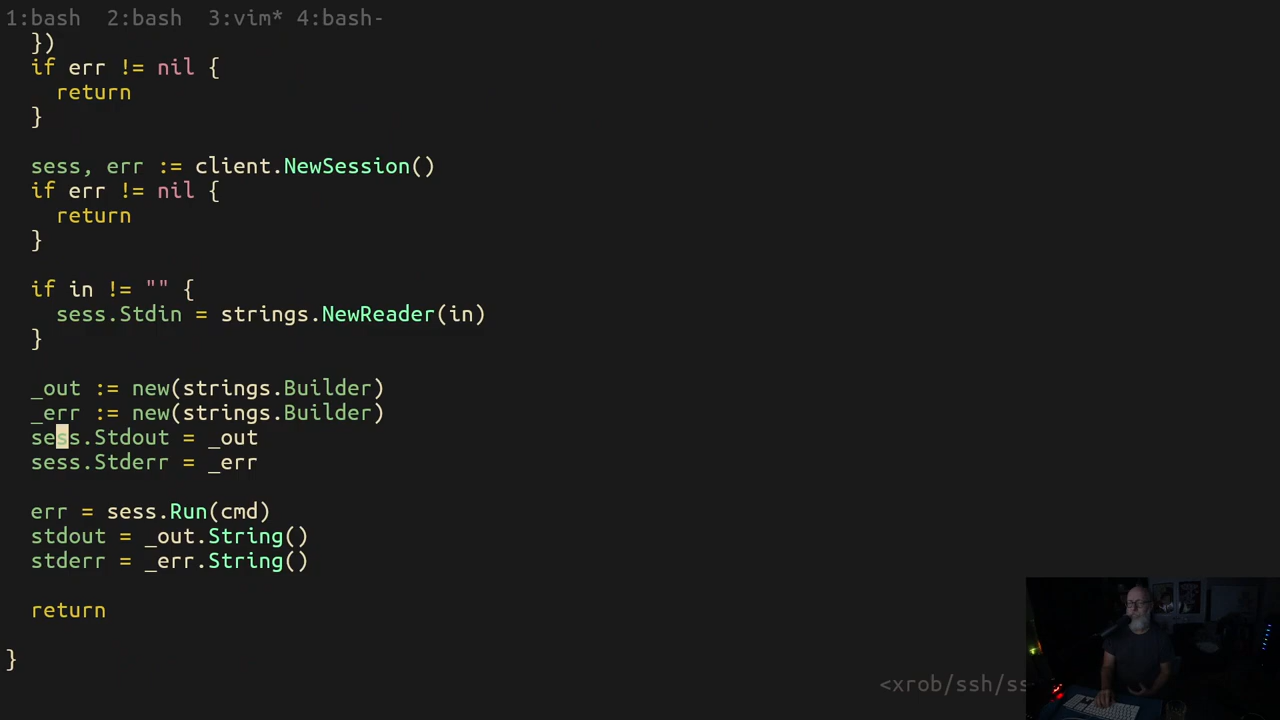 1:bash  2:bash  3:vim* 4:bash-
})
if err != nil {
return
}
sess, err := client.NewSession()
if err != nil {
return
}
if in != "" {
sess.Stdin = strings.NewReader(in)
}
_out := new(strings.Builder)
_err := new(strings.Builder)
sess.Stdout = _out
sess.Stderr = _err
err = sess.Run(cmd)
stdout = _out.String()
stderr = _err.String()
return
}
<xrob/ssh/ss